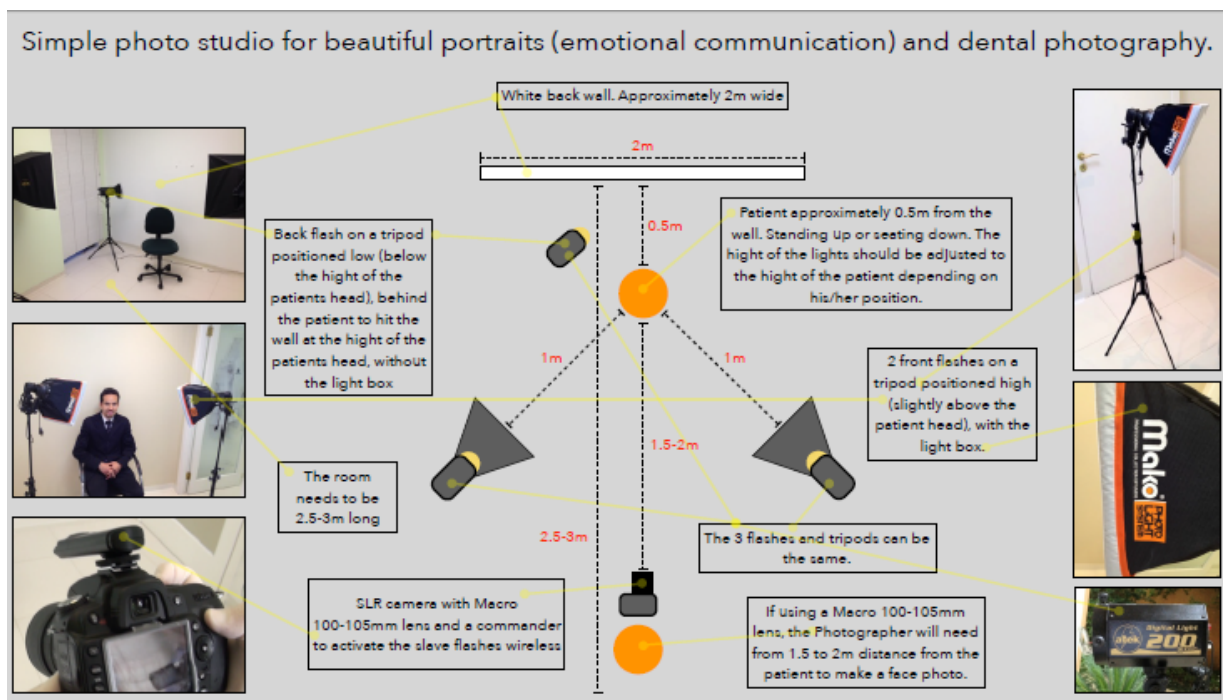 Simple photo studio for beautiful portraits (emotional communication) and dental photography.
White back wall. Approximately 2m wide
2m
0.5m
Patient approximately 0.5m from the
wall. Standing up or seating down. The
hight of the lights should be adjusted to
the hight of the patient depending on
his/her position.
Back flash on a tripod
positioned low (below
the hight of the
patients head), behind
the patient to hit the
wall at the hight of the
patients head, without
the light box
1m
1m
2 front flashes on a
tripod positioned high
(slightly above the
patient head), with the
light box.
1.5-2m
The room
needs to be
2.5-3m long
2.5-3m
The 3 flashes and tripods can be
the same.
SLR camera with Macro
100-105mm lens and a commander
to activate the slave flashes wireless
If using a Macro 100-105mm
lens, the Photographer will need
from 1.5 to 2m distance from the
patient to make a face photo.
Mako
Mako
Mako
Mako
PHOTO
LIGHT
atek
Digital Light
200